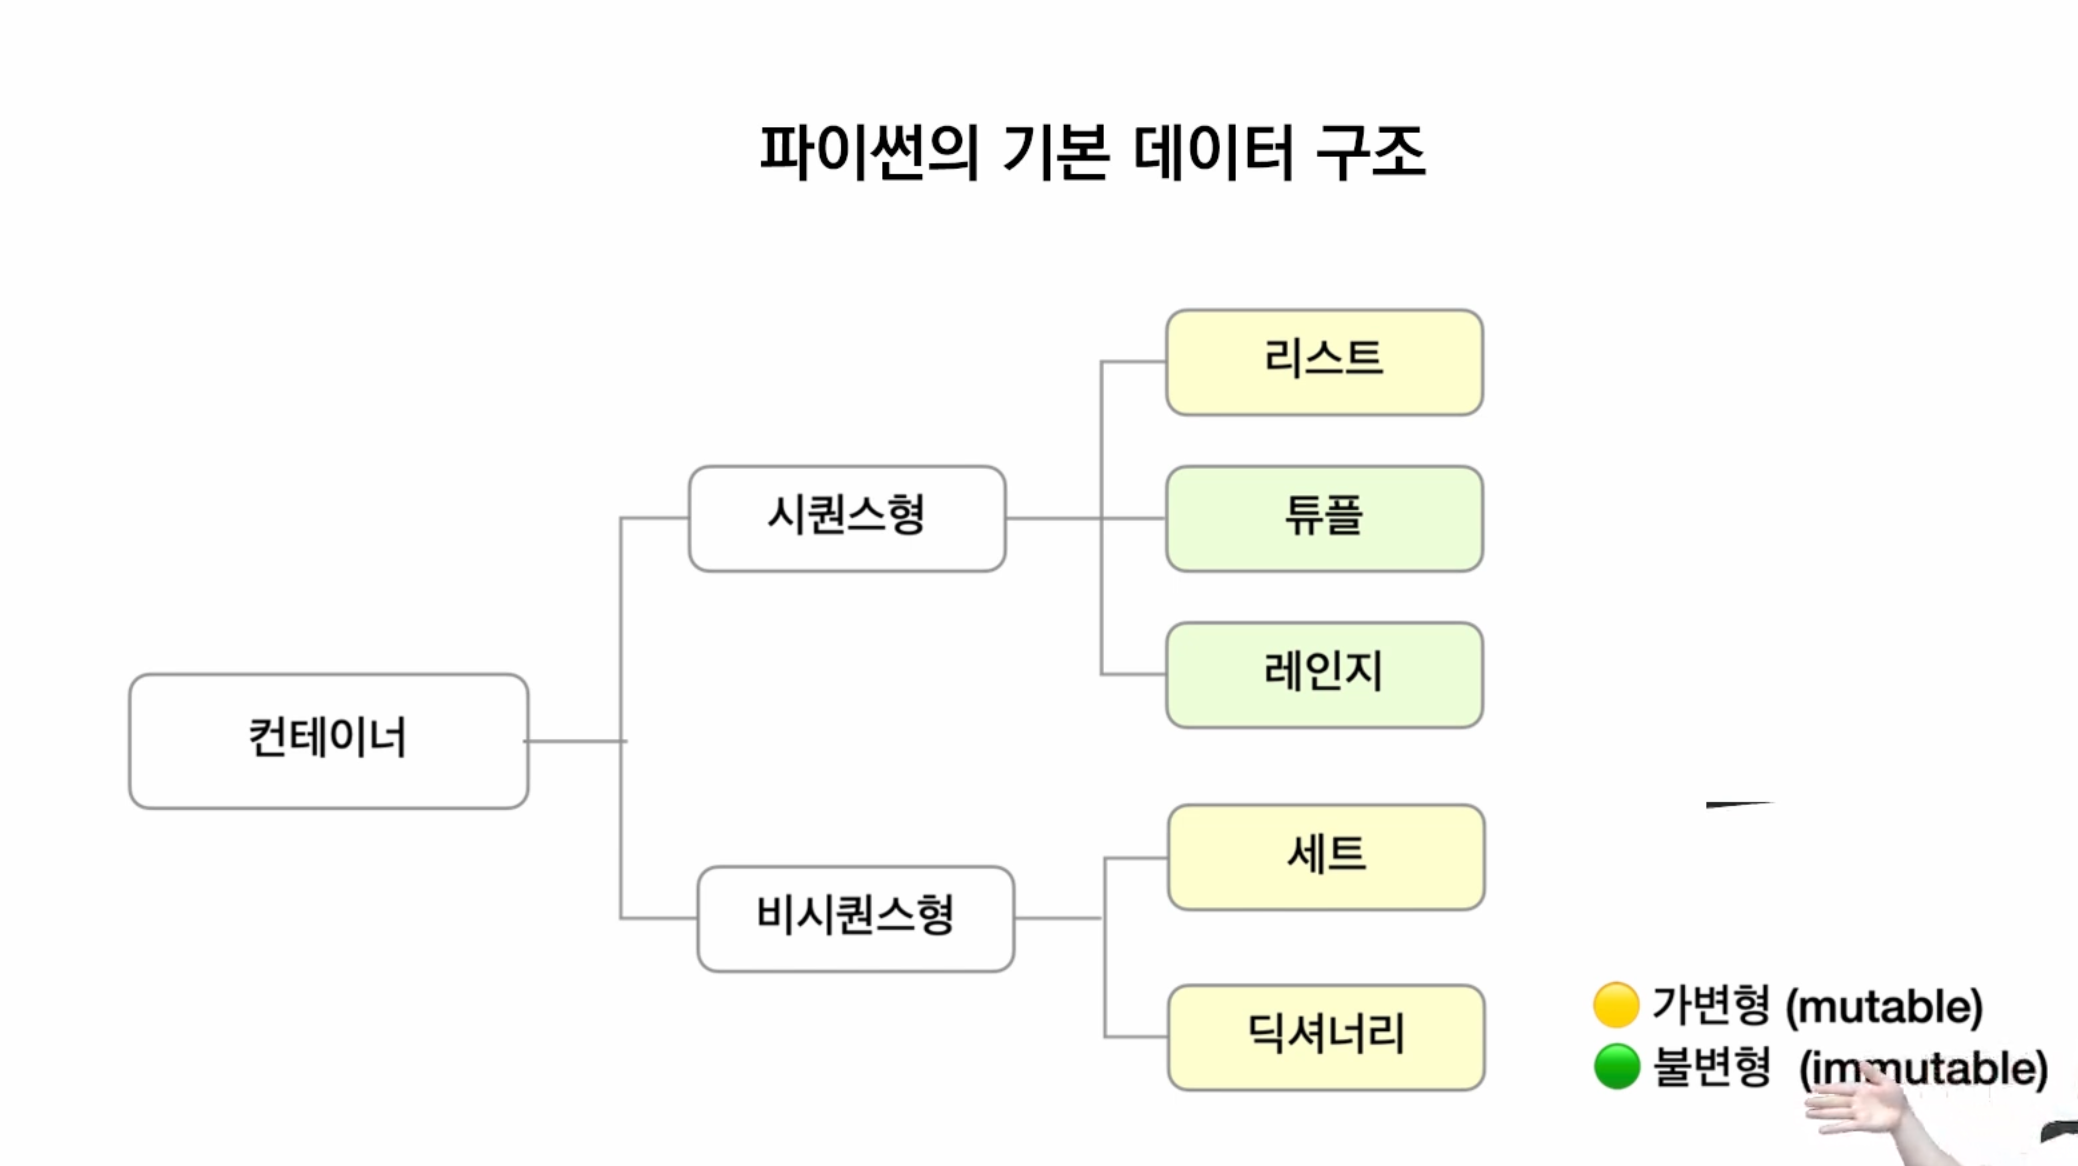 파이썬의 기본 데이터 구조
리스트
시퀀스형
튜플
레인지
컨테이너
세트
비시퀀스형
딕셔너리
가변형 (mutable)
불변형 (immutable)